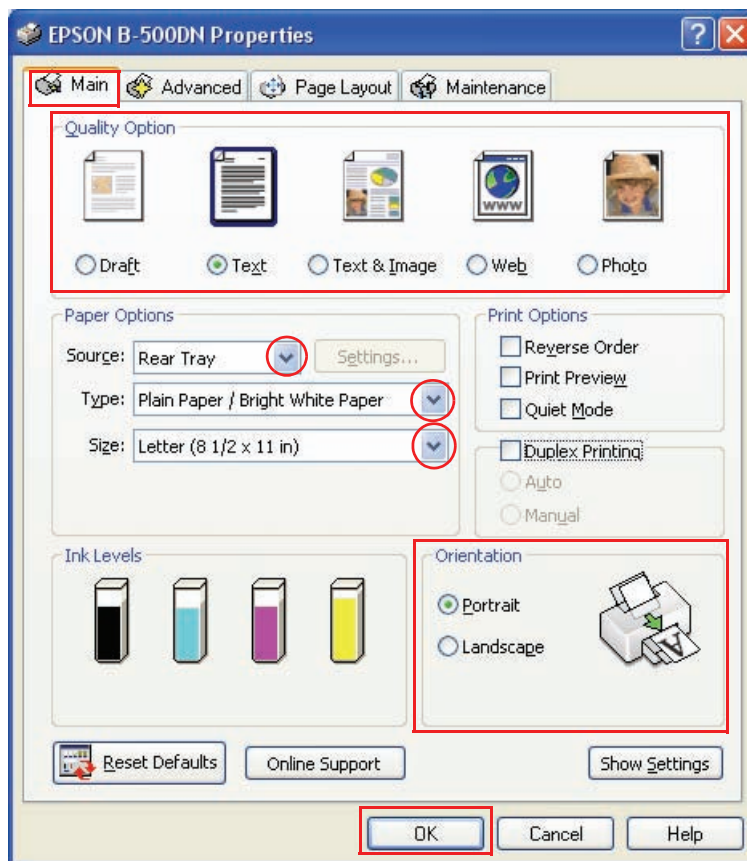 EPSON B-500DN Properties
Main Advanced Page Layout Maintenance
Quality Option
WWW
Draft Text Text & Image Web Photo
Paper Options
Source: Rear Tray Settings...
Type: Plain Paper / Bright White Paper
Size: Letter (8 1/2 x 11 in)
Print Options
Reverse Order
Print Preview
Quiet Mode
Duplex Printing
Auto
Manual
Ink Levels
Orientation
Portrait
Landscape
A
Reset Defaults Online Support Show Settings
OK Cancel Help